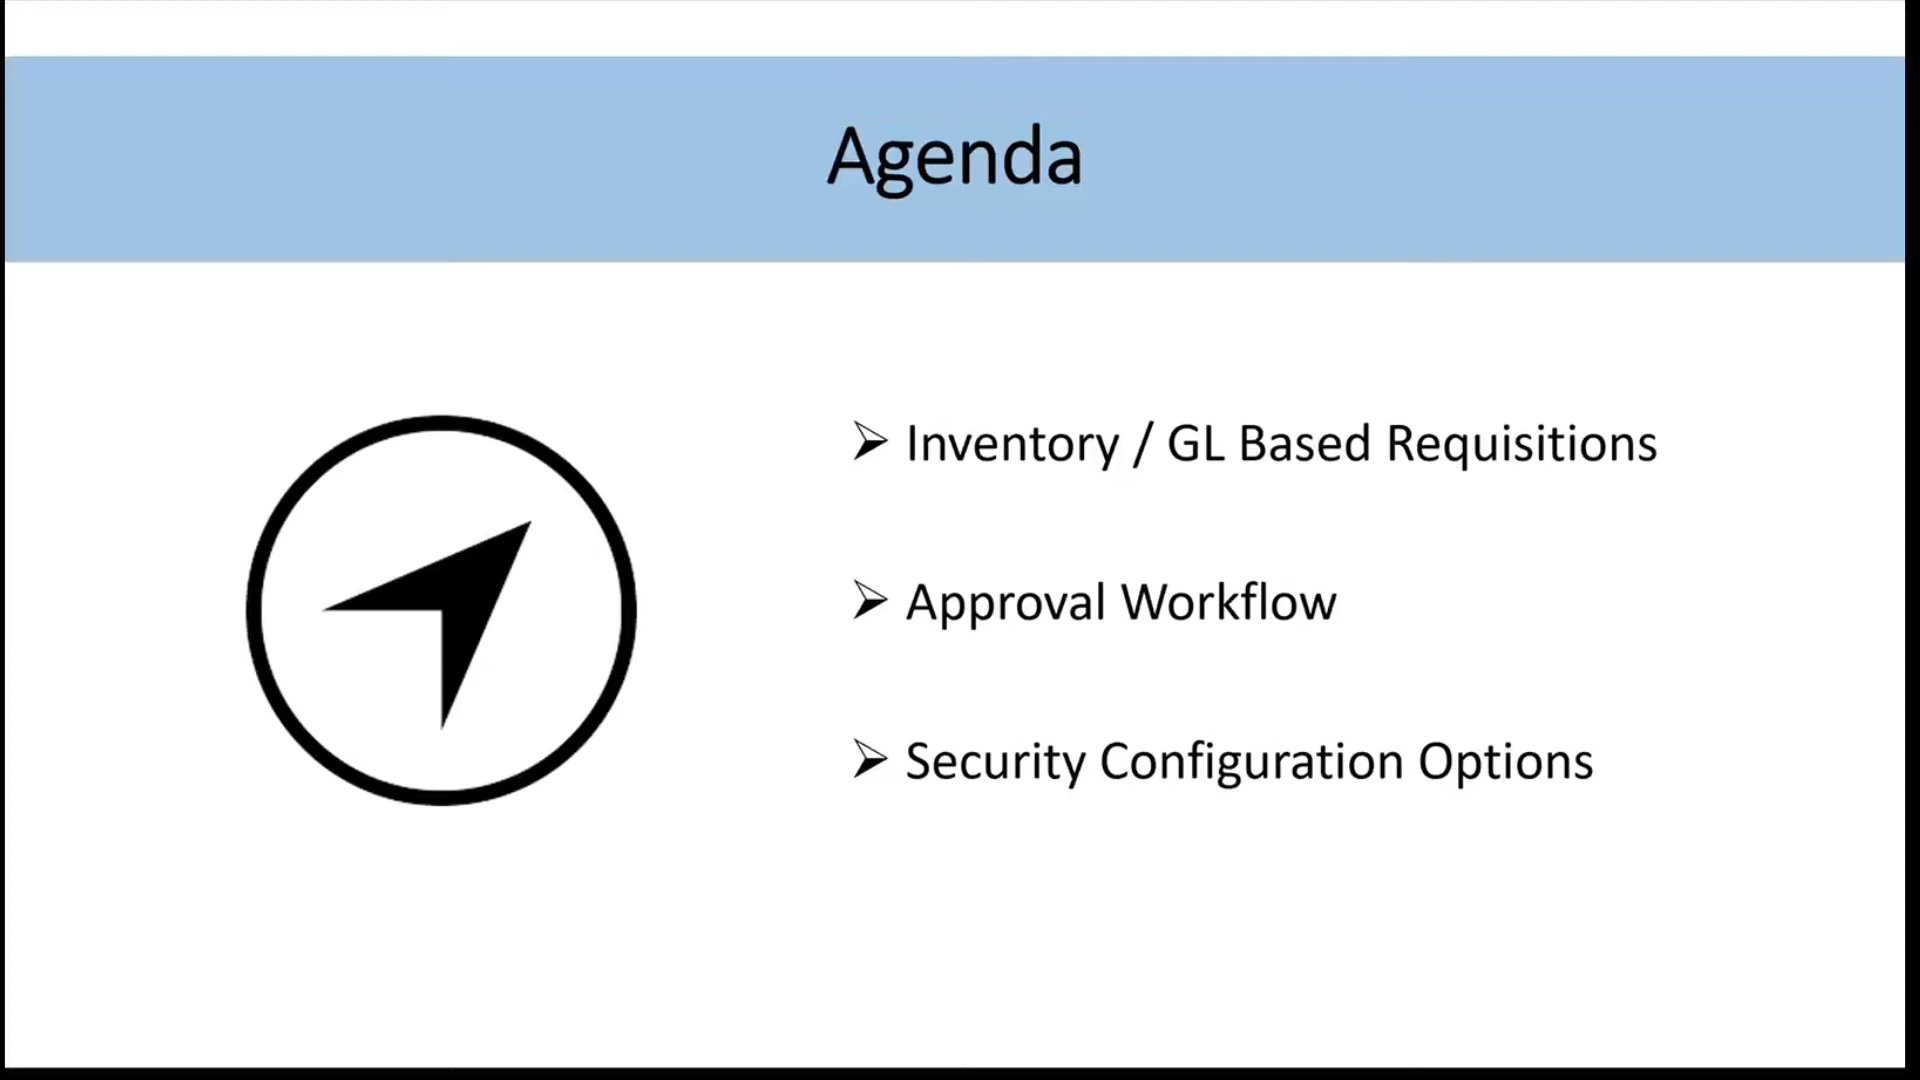 Agenda
Inventory / GL Based Requisitions
Approval Workflow
Security Configuration Options